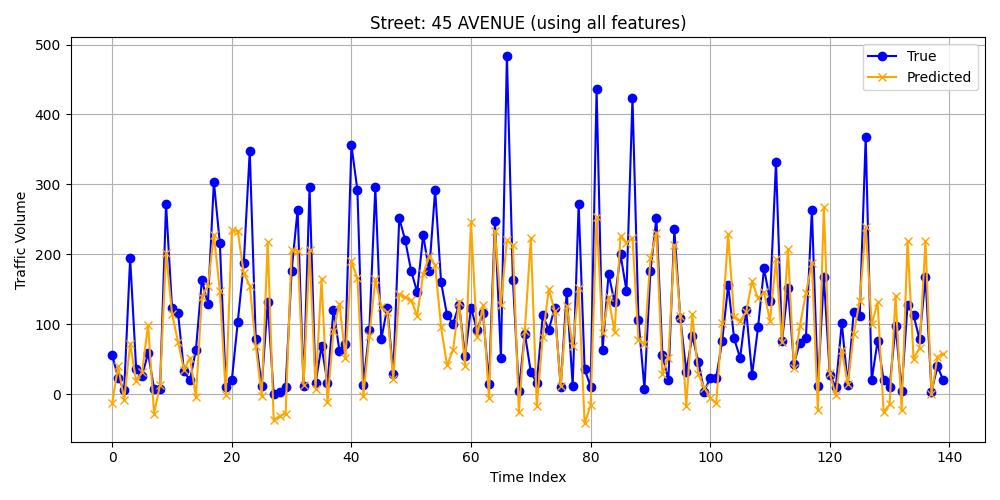 Street: 45 AVENUE (using all features)
True
Predicted
Traffic Volume
500
400
300
200
100
0
0 20 40 60 80 100 120 140
Time Index